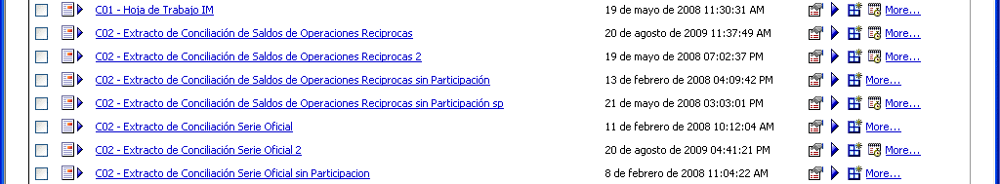 C01 - Hoja de Trabajo IM 19 de mayo de 2008 11:30:31 AM More...
C02 - Extracto de Conciliación de Saldos de Operaciones Reciprocas 20 de agosto de 2009 11:37:49 AM More...
C02 - Extracto de Conciliación de Saldos de Operaciones Reciprocas 2 19 de mayo de 2008 07:02:37 PM More...
C02 - Extracto de Conciliación de Saldos de Operaciones Reciprocas sin Participación 13 de febrero de 2008 04:09:42 PM More...
C02 - Extracto de Conciliación de Saldos de Operaciones Reciprocas sin Participación sp 21 de mayo de 2008 03:03:01 PM More...
C02 - Extracto de Conciliación Serie Oficial 11 de febrero de 2008 10:12:04 AM More...
C02 - Extracto de Conciliación Serie Oficial 2 20 de agosto de 2009 04:41:21 PM More...
C02 - Extracto de Conciliación Serie Oficial sin Participacion 8 de febrero de 2008 11:04:22 AM More...